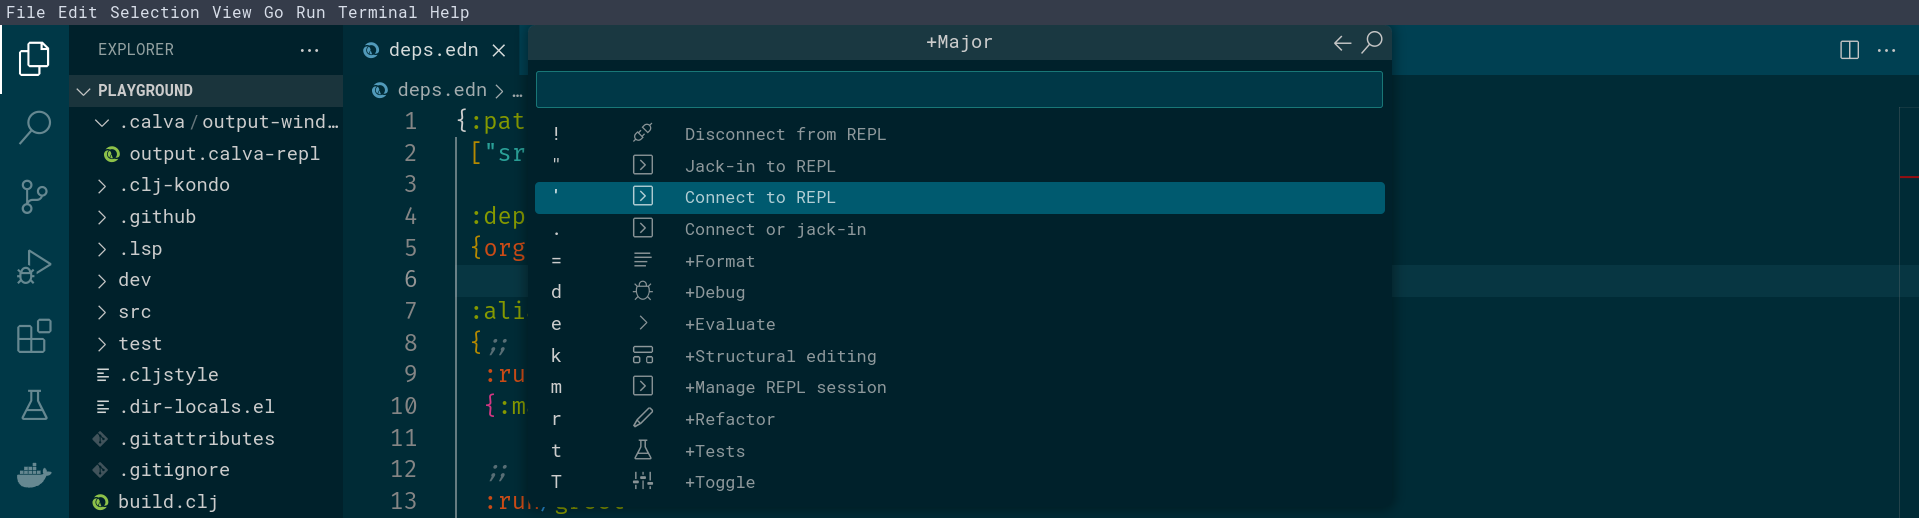 File Edit Selection View Go Run Terminal Help
EXPLORER ···
PLAYGROUND
.calva / output-wind…
output.calva-repl
.clj-kondo
.github
.lsp
dev
src
test
.cljstyle
.dir-locals.el
.gitattributes
.gitignore
build.clj
deps.edn
deps.edn > …
1 {:pat
2 ["sr
3
4 :dep
5 {org
6
7 :ali
8 { ;;
9 :ru
10 {:m
11
12 ;;
13 :run/greet
+Major
! Disconnect from REPL
" Jack-in to REPL
' Connect to REPL
. Connect or jack-in
= +Format
d +Debug
e +Evaluate
k +Structural editing
m +Manage REPL session
r +Refactor
t +Tests
T +Toggle